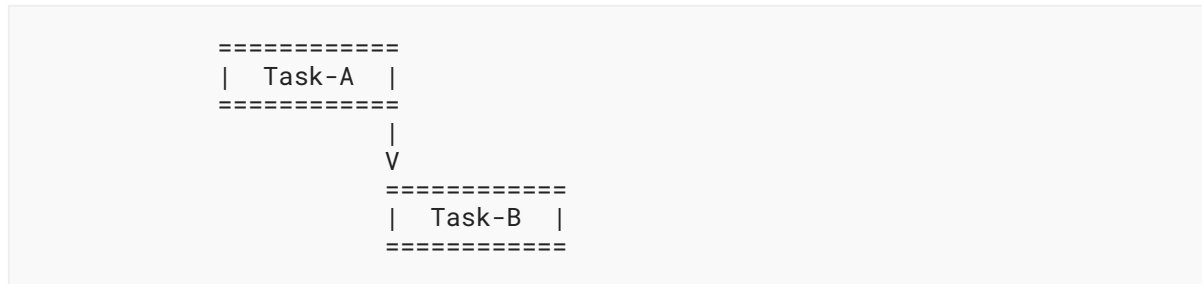 ============
|  Task-A  |
============
           |
           V
           ============
           |  Task-B  |
           ============